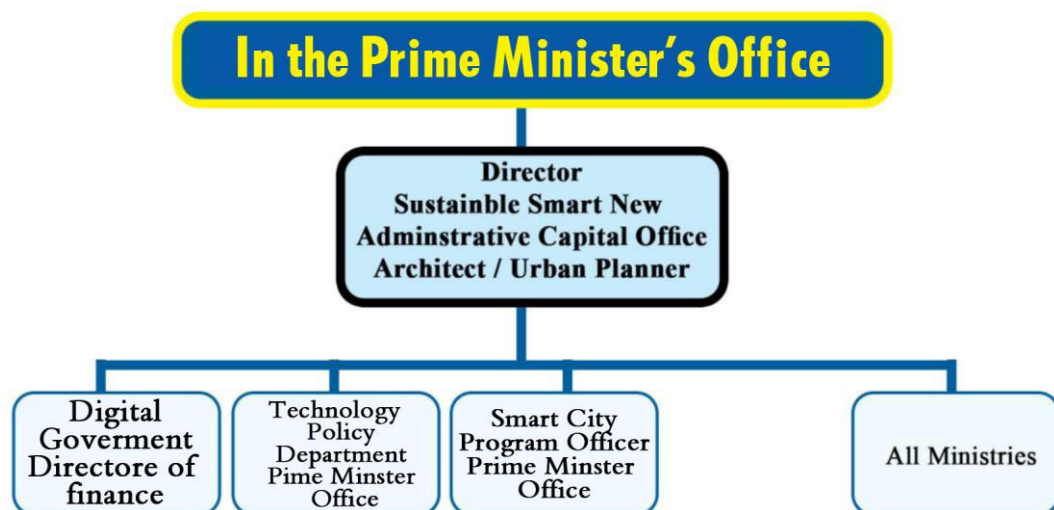 In the Prime Minister's Office
Director
Sustainble Smart New
Adminstrative Capital Office
Architect / Urban Planner
Digital
Goverment
Directore of
finance
Technology
Policy
Department
Pime Minster
Office
Smart City
Program Officer
Prime Minster
Office
All Ministries